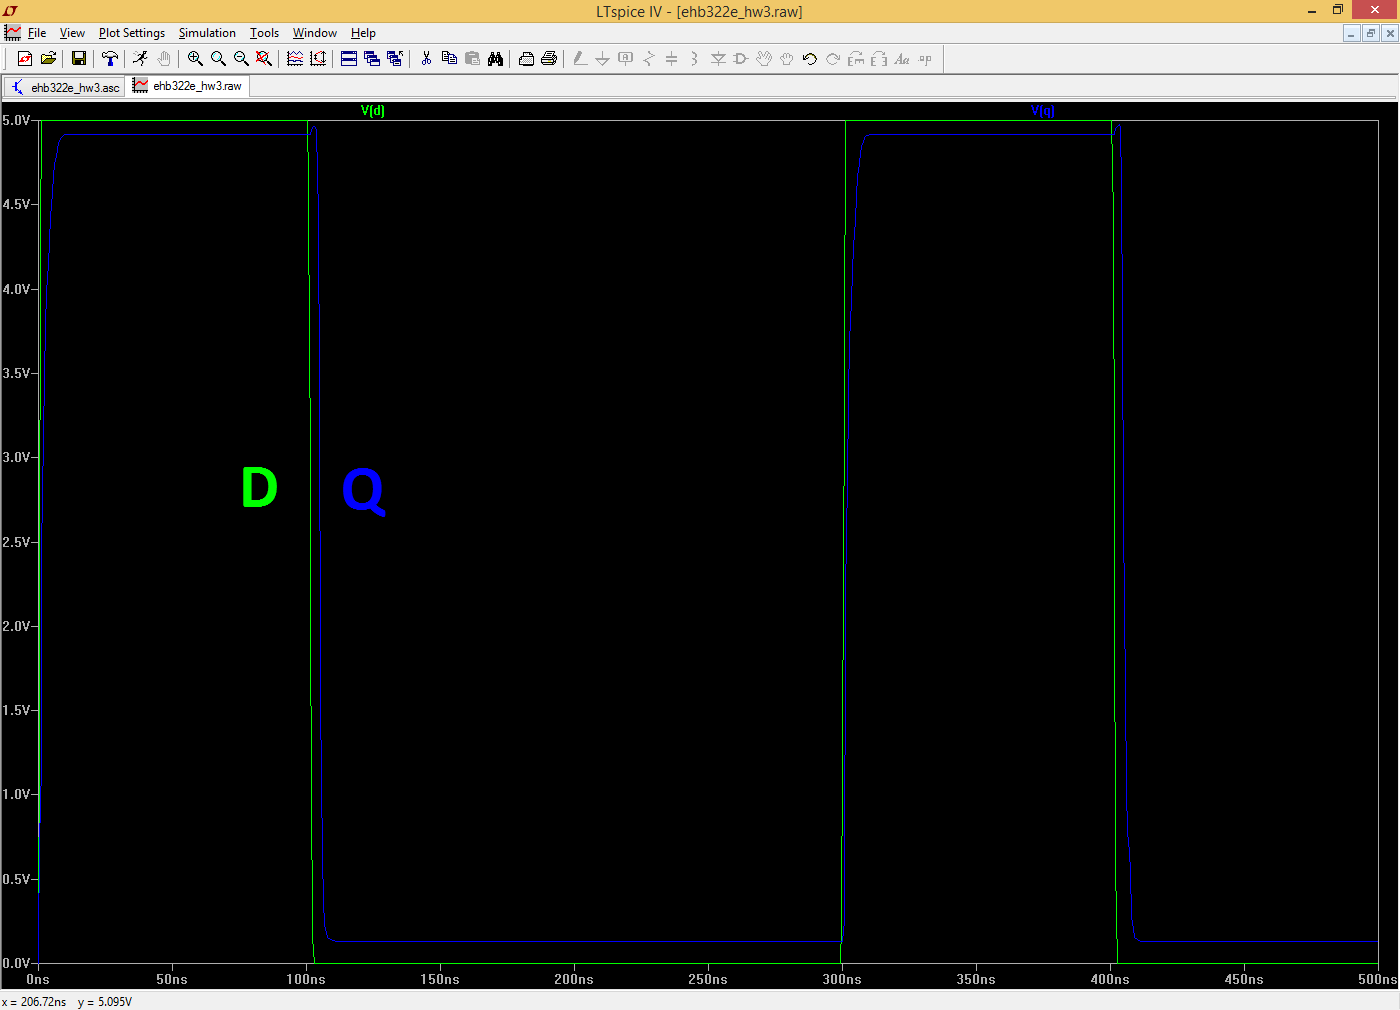 LTspice IV - [ehb322e_hw3.raw]
File View Plot Settings Simulation Tools Window Help
ehb322e_hw3.asc ehb322e_hw3.raw
V(d) V(q)
5.0V
4.5V
4.0V
3.5V
3.0V
D Q
2.5V
2.0V
1.5V
1.0V
0.5V
0.0V
0ns 50ns 100ns 150ns 200ns 250ns 300ns 350ns 400ns 450ns 500ns
x = 206.72ns y = 5.095V